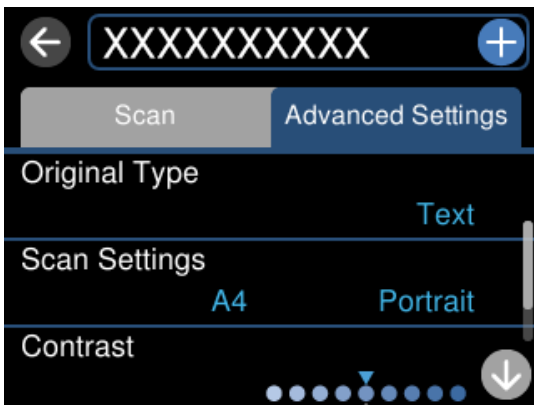 XXXXXXXXXX
Scan Advanced Settings
Original Type
Text
Scan Settings
A4 Portrait
Contrast